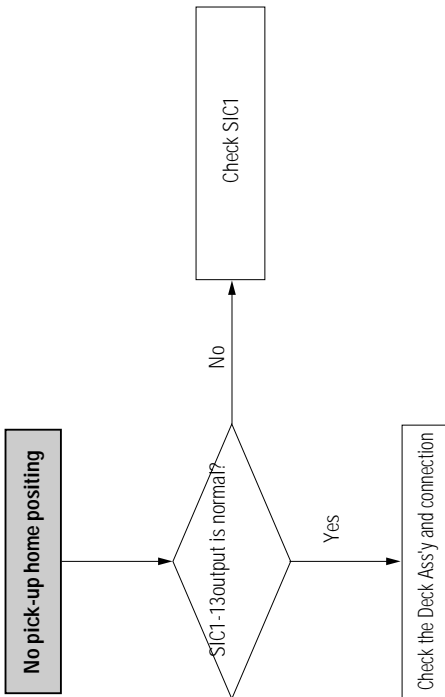 No pick-up home positing
SIC1-13output is normal?
No
Check SIC1
Yes
Check the Deck Ass'y and connection